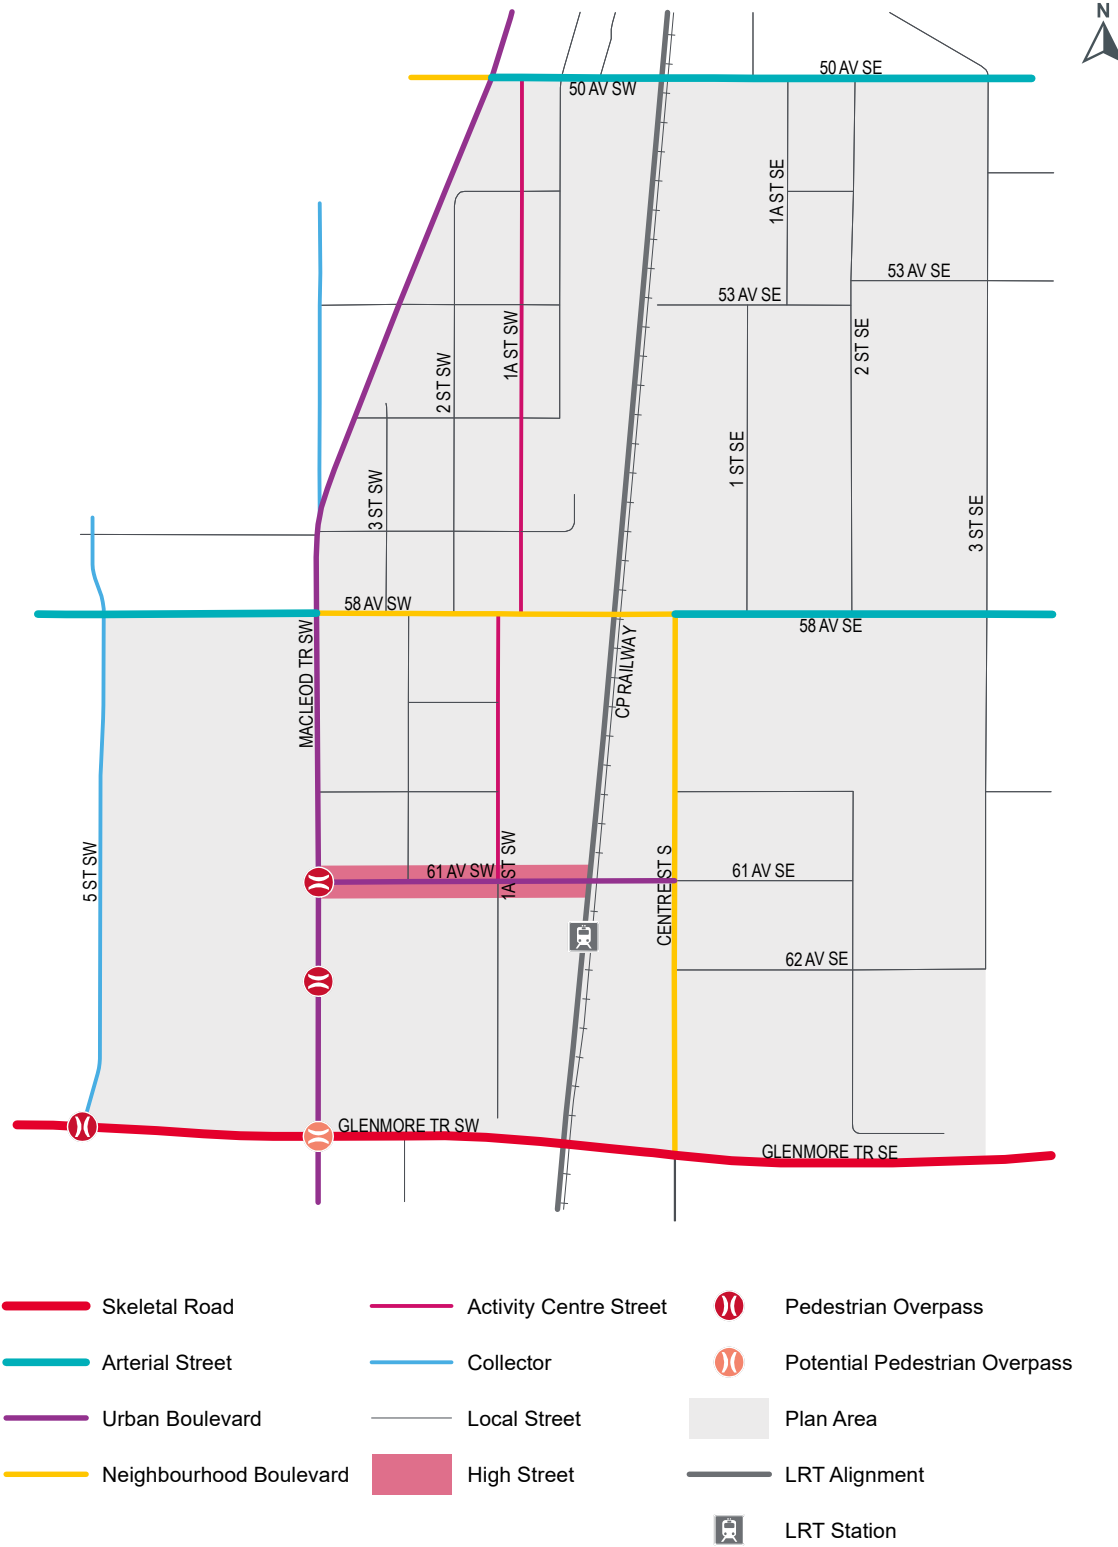 N
50 AV SE
50 AV SW
1A ST SE
53 AV SE
53 AV SE
1A ST SW
2 ST SE
2 ST SW
1 ST SE
3 ST SW
3 ST SE
58 AV SW
58 AV SE
MACLEOD TR SW
CP RAILWAY
5 ST SW
61 AV SW
1A ST SW
CENTRE ST S
61 AV SE
62 AV SE
GLENMORE TR SW
GLENMORE TR SE
Skeletal Road
Activity Centre Street
Pedestrian Overpass
Arterial Street
Collector
Potential Pedestrian Overpass
Urban Boulevard
Local Street
Plan Area
Neighbourhood Boulevard
High Street
LRT Alignment
LRT Station